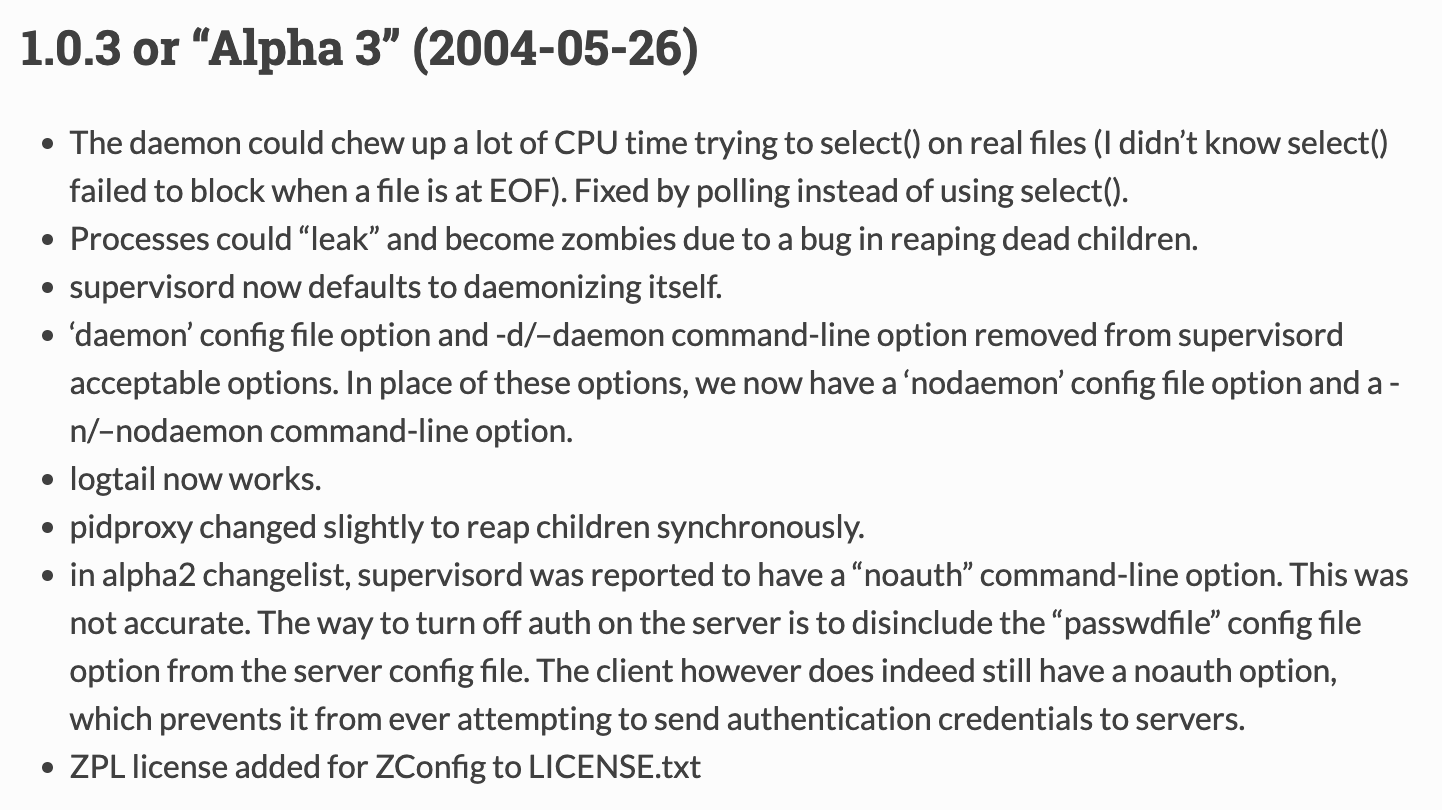 1.0.3 or “Alpha 3” (2004-05-26)
• The daemon could chew up a lot of CPU time trying to select() on real files (I didn’t know select()
failed to block when a file is at EOF). Fixed by polling instead of using select().
• Processes could “leak” and become zombies due to a bug in reaping dead children.
• supervisord now defaults to daemonizing itself.
• ‘daemon’ config file option and -d/–daemon command-line option removed from supervisord
acceptable options. In place of these options, we now have a ‘nodaemon’ config file option and a -
n/–nodaemon command-line option.
• logtail now works.
• pidproxy changed slightly to reap children synchronously.
• in alpha2 changelist, supervisord was reported to have a “noauth” command-line option. This was
not accurate. The way to turn off auth on the server is to disinclude the “passwdfile” config file
option from the server config file. The client however does indeed still have a noauth option,
which prevents it from ever attempting to send authentication credentials to servers.
• ZPL license added for ZConfig to LICENSE.txt